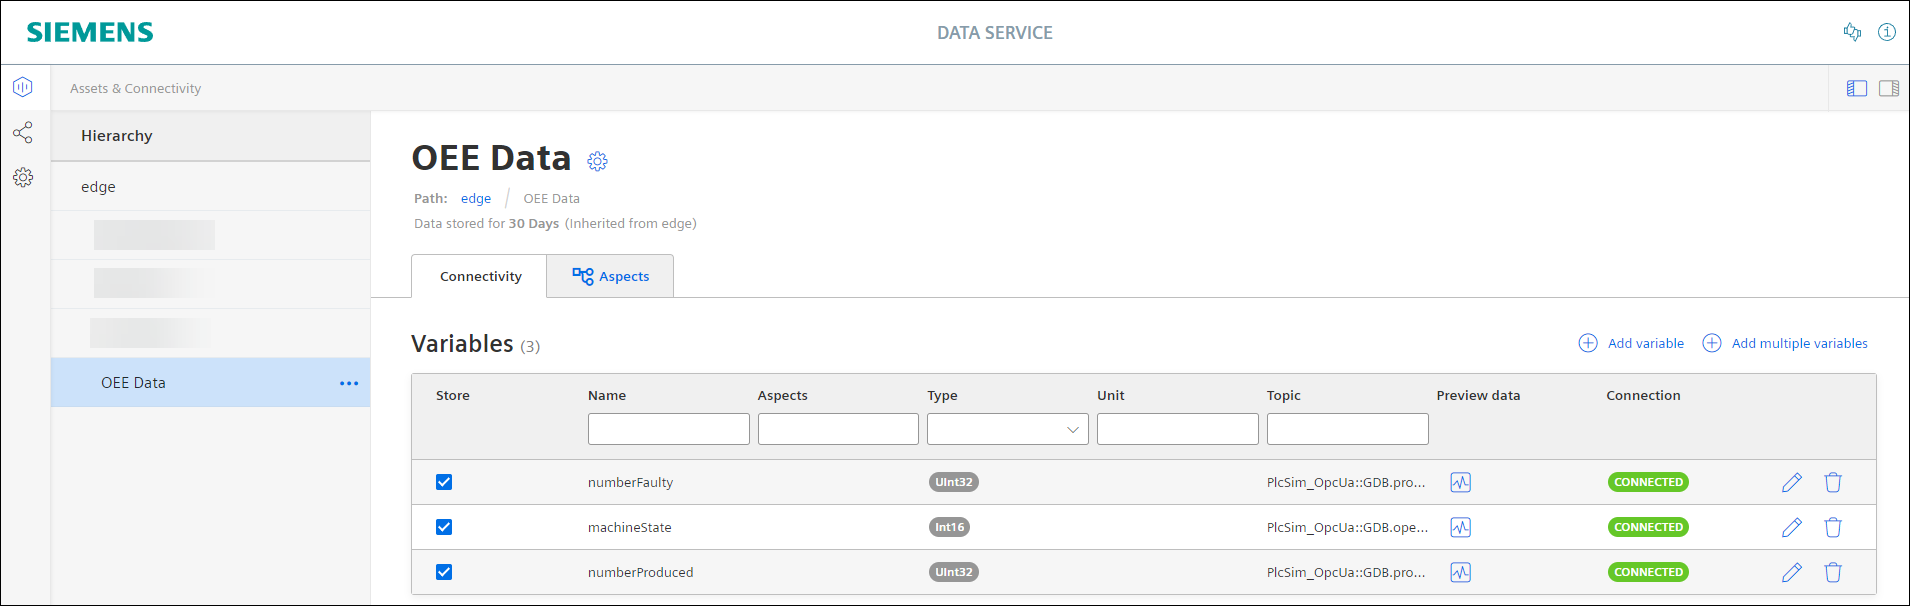 SIEMENS
DATA SERVICE
Assets & Connectivity
Hierarchy
edge
OEE Data
OEE Data
Path: edge / OEE Data
Data stored for 30 Days (Inherited from edge)
Connectivity Aspects
Variables (3)
Add variable Add multiple variables
Store Name Aspects Type Unit Topic Preview data Connection
numberFaulty UInt32 PlcSim_OpcUa::GDB.pro... CONNECTED
machineState Int16 PlcSim_OpcUa::GDB.ope... CONNECTED
numberProduced UInt32 PlcSim_OpcUa::GDB.pro... CONNECTED